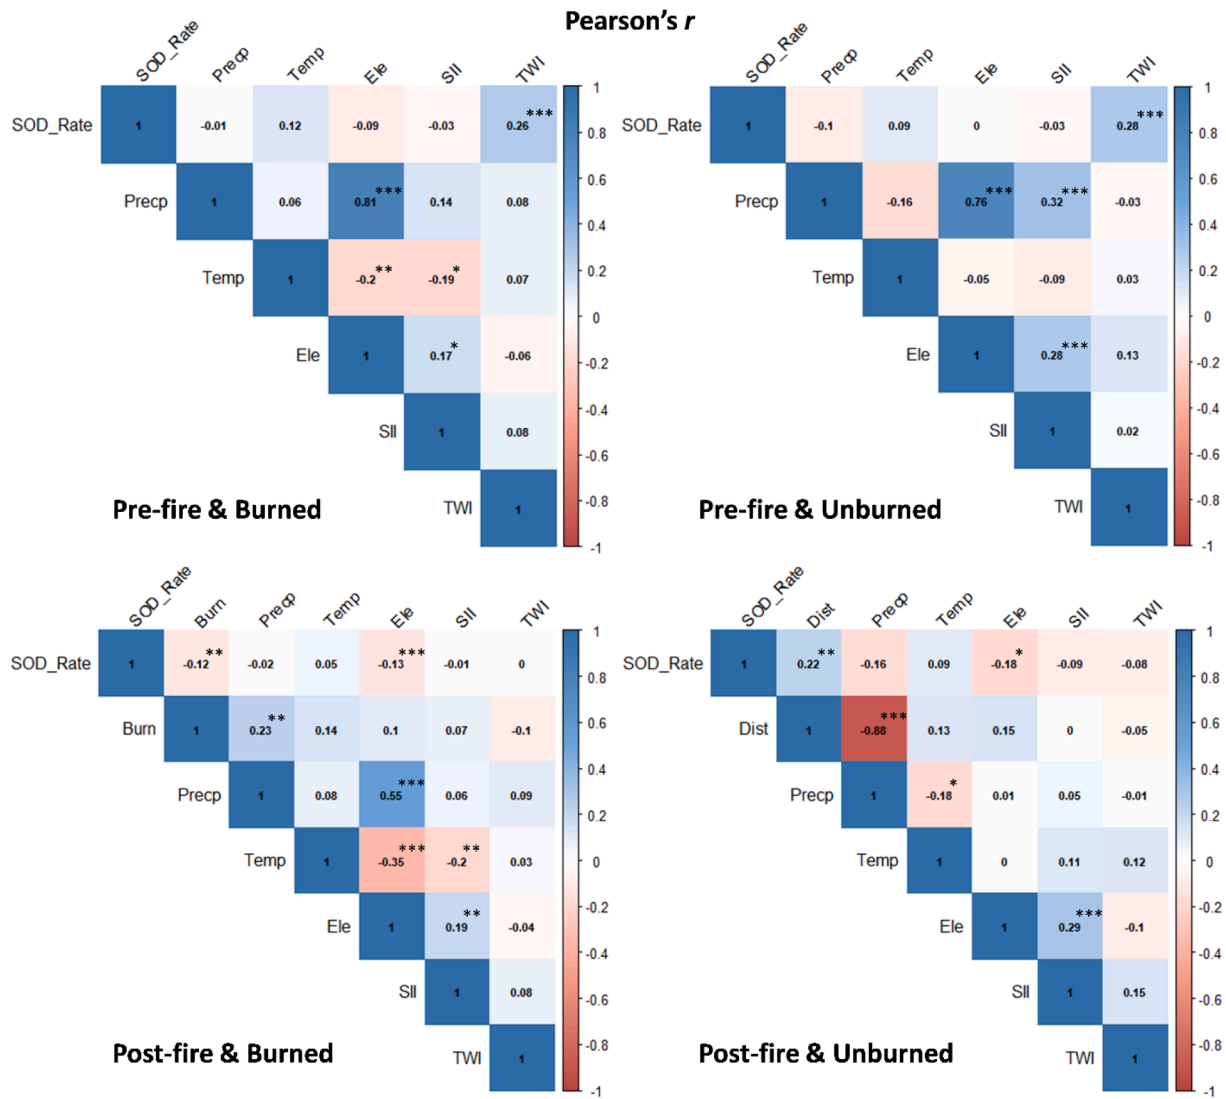 Pearson's r
SOD_Rate Precp Temp Ele SII TWI
SOD_Rate 1 -0.01 0.12 -0.09 -0.03 0.26***
Precp 1 0.06 0.81*** 0.14 0.08
Temp 1 -0.2** -0.19* 0.07
Ele 1 0.17* -0.06
SII 1 0.08
TWI 1
1
0.8
0.6
0.4
0.2
0
-0.2
-0.4
-0.6
-0.8
-1
Pre-fire & Burned
SOD_Rate Precp Temp Ele SII TWI
SOD_Rate 1 -0.1 0.09 0 -0.03 0.28***
Precp 1 -0.16 0.76*** 0.32*** -0.03
Temp 1 -0.05 -0.09 0.03
Ele 1 0.28*** 0.13
SII 1 0.02
TWI 1
1
0.8
0.6
0.4
0.2
0
-0.2
-0.4
-0.6
-0.8
-1
Pre-fire & Unburned
SOD_Rate Burn Precp Temp Ele SII TWI
SOD_Rate 1 -0.12** -0.02 0.05 -0.13*** -0.01 0
Burn 1 0.23** 0.14 0.1 0.07 -0.1
Precp 1 0.08 0.55*** 0.06 0.09
Temp 1 -0.35*** -0.2** 0.03
Ele 1 0.19** -0.04
SII 1 0.08
TWI 1
1
0.8
0.6
0.4
0.2
0
-0.2
-0.4
-0.6
-0.8
-1
Post-fire & Burned
SOD_Rate Dist Precp Temp Ele SII TWI
SOD_Rate 1 0.22** -0.16 0.09 -0.18* -0.09 -0.08
Dist 1 -0.88*** 0.13 0.15 0 -0.05
Precp 1 -0.18* 0.01 0.05 -0.01
Temp 1 0 0.11 0.12
Ele 1 0.29*** -0.1
SII 1 0.15
TWI 1
1
0.8
0.6
0.4
0.2
0
-0.2
-0.4
-0.6
-0.8
-1
Post-fire & Unburned